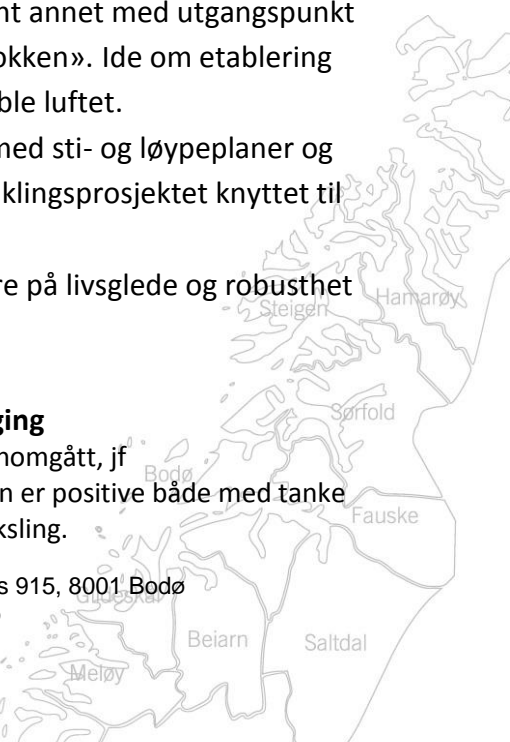 nt annet med utgangspunkt
okken». Ide om etablering
ble luftet.
med sti- og løypeplaner og
klingsprosjektet knyttet til
re på livsglede og robusthet
Steigen
Hamarøy
Sørfold
ging
nomgått, jf
Bodø
n er positive både med tanke
Fauske
ksling.
s 915, 8001 Bodø
Gildeskål
Beiarn
Saltdal
Meløy